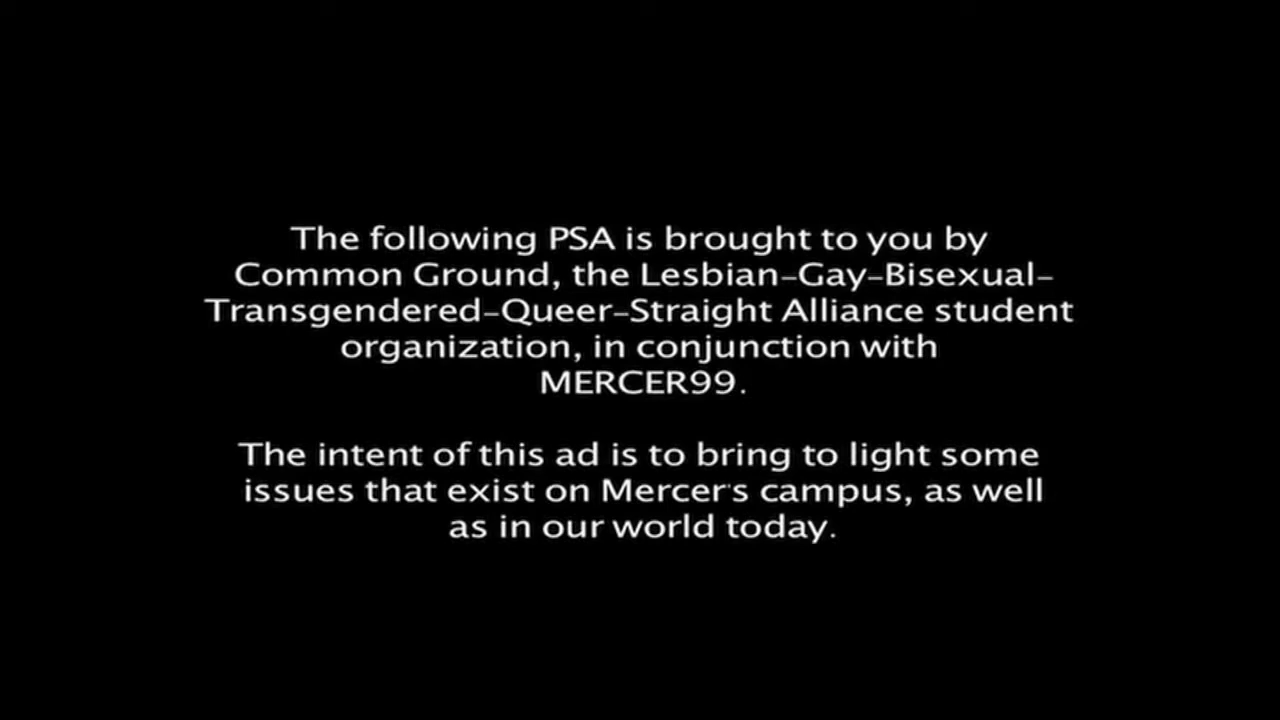 The following PSA is brought to you by
Common Ground, the Lesbian-Gay-Bisexual-
Transgendered-Queer-Straight Alliance student
organization, in conjunction with
MERCER99.
The intent of this ad is to bring to light some
issues that exist on Mercer's campus, as well
as in our world today.